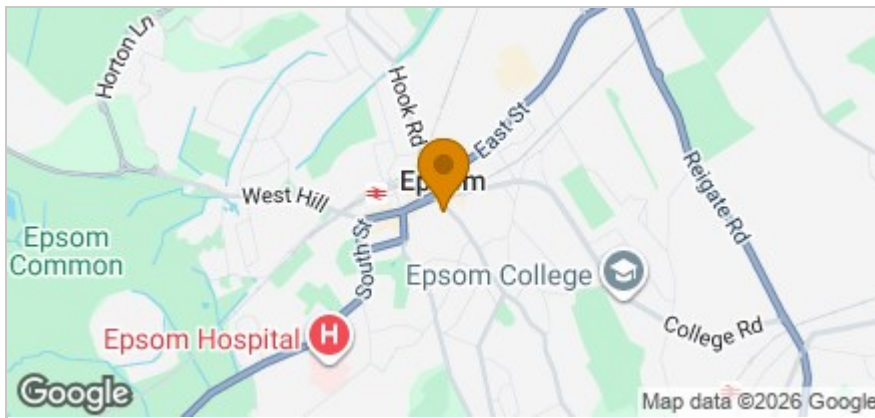 Horton Ln
Hook Rd
East St
Reigate Rd
West Hill
South St
Epsom
Common
Epsom College
Epsom Hospital
H
College Rd
Google
Map data ©2026 Google